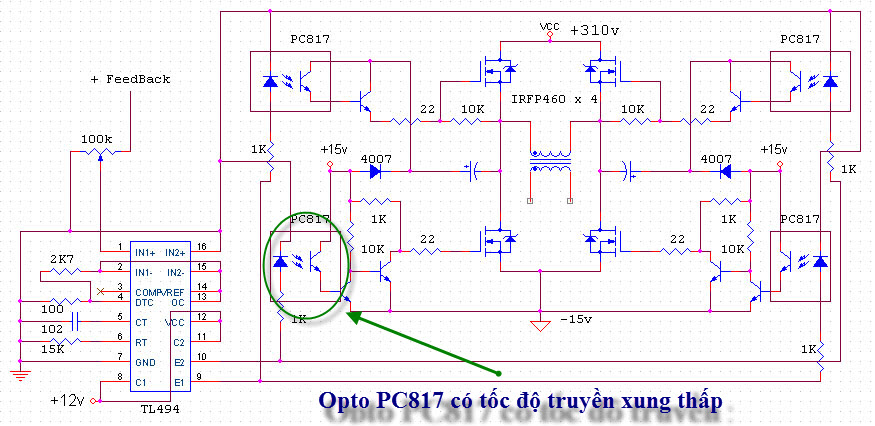 VCC
+310v
PC817
PC817
+ FeedBack
IRFP460 x 4
22
10K
10K
22
100k
1K
+15v
4007
4007
+15v
1K
PC817
1K
1K
PC817
10K
22
22
10K
2K7
1 IN1+ IN2+ 16
2 IN1- IN2- 15
3 COMP VREF 14
4 DTC OC 13
100
5 CT VCC 12
102
6 RT C2 11
15K
7 GND E2 10
8 C1 E1 9
1K
-15v
1K
+12v
TL494
Opto PC817 có tốc độ truyền xung thấp